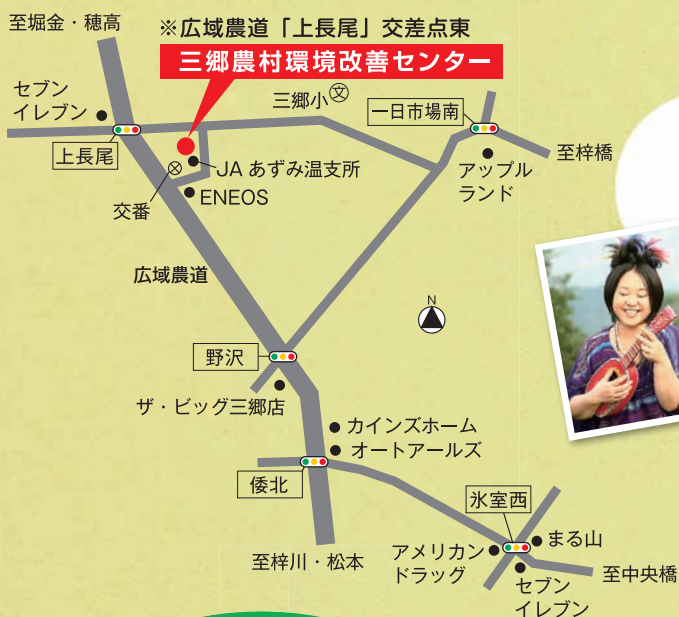 至堀金・穂高
※広域農道「上長尾」交差点東
三郷農村環境改善センター
セブン
イレブン
三郷小
文
一日市場南
上長尾
至梓橋
アップル
ランド
JA あずみ温支所
ENEOS
交番
広域農道
N
野沢
ザ・ビッグ三郷店
カインズホーム
オートアールズ
倭北
氷室西
アメリカン
ドラッグ
まる山
至梓川・松本
至中央橋
セブン
イレブン